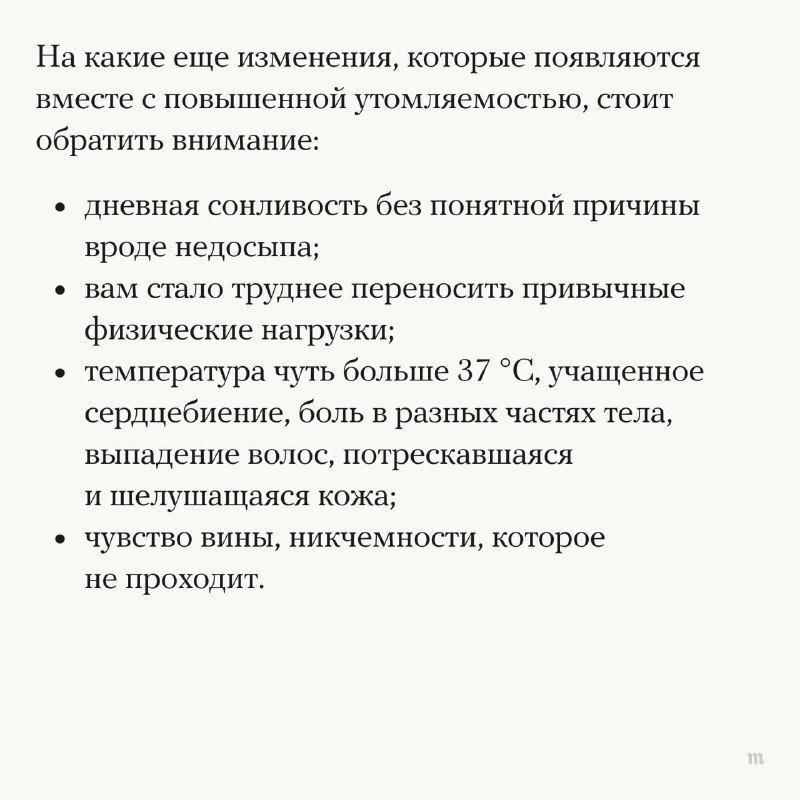 На какие еще изменения, которые появляются
вместе с повышенной утомляемостью, стоит
обратить внимание:
• дневная сонливость без понятной причины
вроде недосыпа;
• вам стало труднее переносить привычные
физические нагрузки;
• температура чуть больше 37 °C, учащенное
сердцебиение, боль в разных частях тела,
выпадение волос, потрескавшаяся
и шелушащаяся кожа;
• чувство вины, никчемности, которое
не проходит.
m